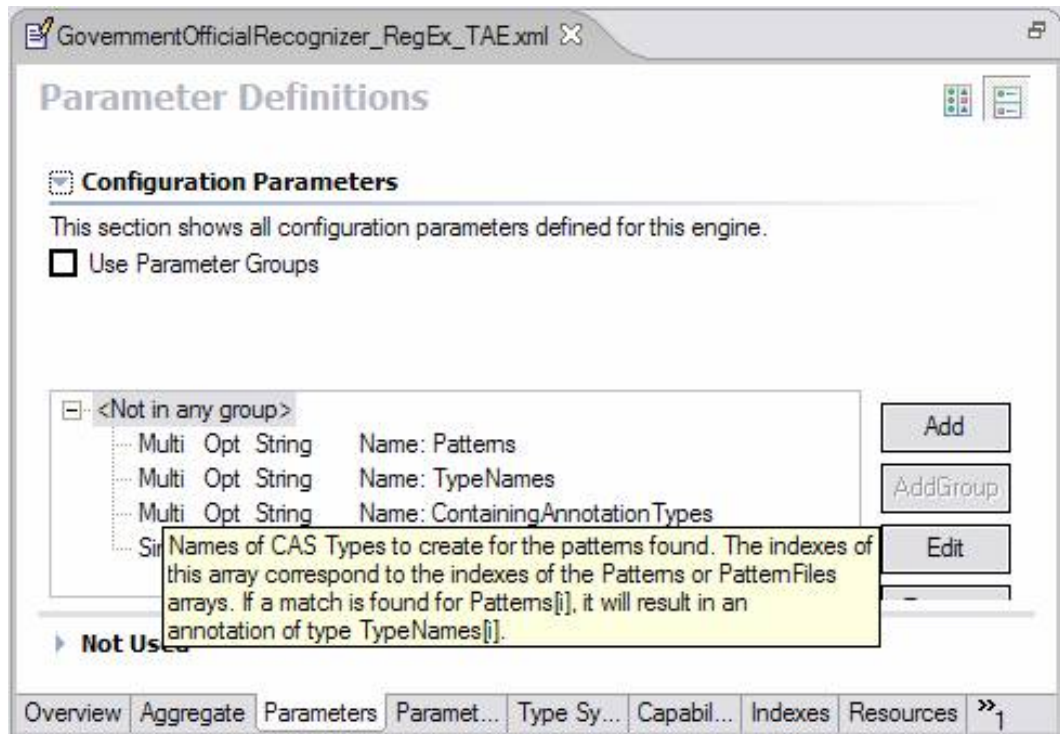 GovernmentOfficialRecognizer_RegEx_TAE.xml
Parameter Definitions
Configuration Parameters
This section shows all configuration parameters defined for this engine.
Use Parameter Groups
<Not in any group>
Multi Opt String Name: Patterns
Multi Opt String Name: TypeNames
Multi Opt String Name: ContainingAnnotationTypes
Names of CAS Types to create for the patterns found. The indexes of
this array correspond to the indexes of the Patterns or PatternFiles
arrays. If a match is found for Patterns[i], it will result in an
annotation of type TypeNames[i].
Add
AddGroup
Edit
Not Used
Overview Aggregate Parameters Paramet... Type Sy... Capabil... Indexes Resources »1